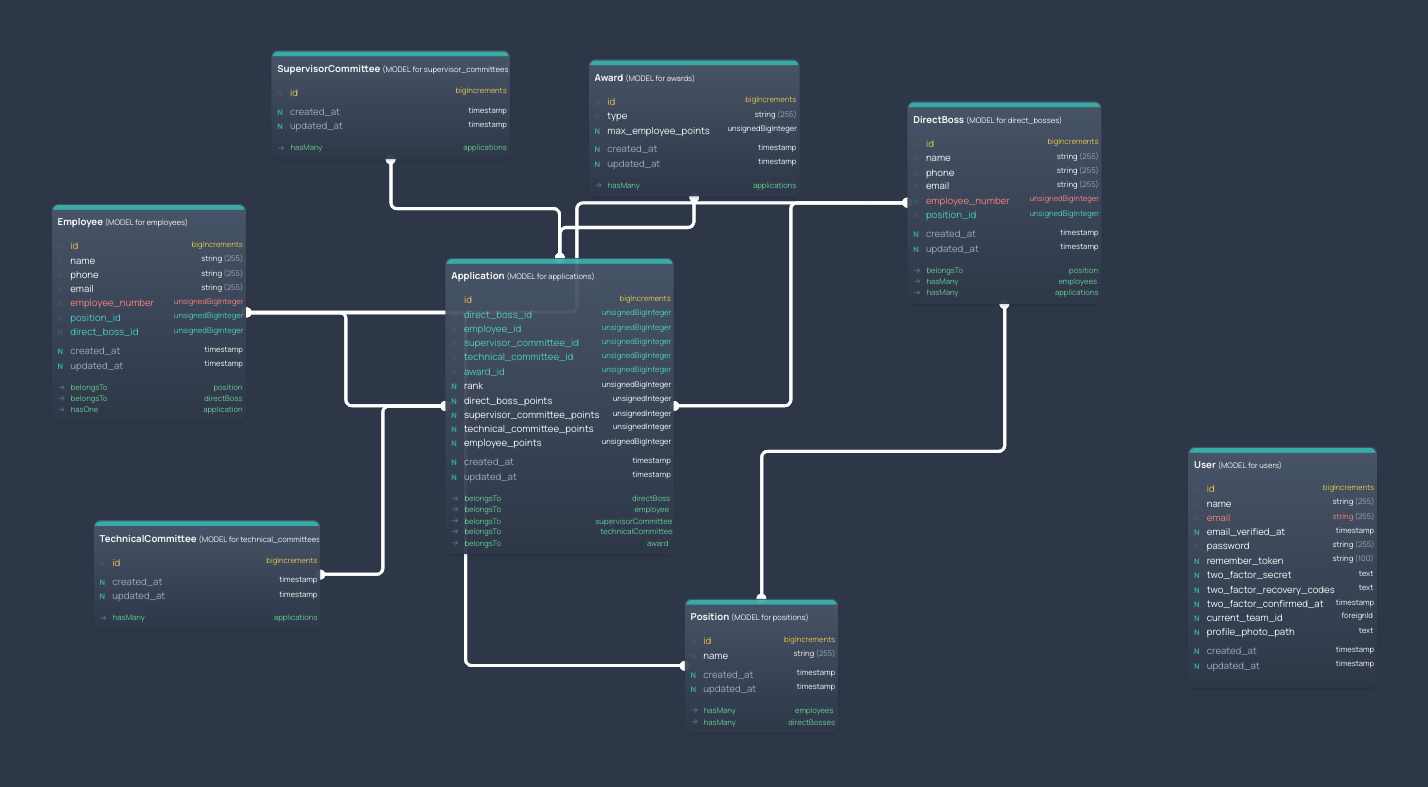 SupervisorCommittee (MODEL for supervisor_committees
id bigIncrements
N created_at timestamp
N updated_at timestamp
→ hasMany applications
Award (MODEL for awards)
id bigIncrements
type string (255)
N max_employee_points unsignedBigInteger
N created_at timestamp
N updated_at timestamp
→ hasMany applications
DirectBoss (MODEL for direct_bosses)
id bigIncrements
name string (255)
phone string (255)
email string (255)
employee_number unsignedBigInteger
position_id unsignedBigInteger
N created_at timestamp
N updated_at timestamp
→ belongsTo position
→ hasMany employees
→ hasMany applications
Employee (MODEL for employees)
id bigIncrements
name string (255)
phone string (255)
email string (255)
employee_number unsignedBigInteger
position_id unsignedBigInteger
direct_boss_id unsignedBigInteger
N created_at timestamp
N updated_at timestamp
→ belongsTo position
→ belongsTo directBoss
→ hasOne application
Application (MODEL for applications)
id bigIncrements
direct_boss_id unsignedBigInteger
employee_id unsignedBigInteger
supervisor_committee_id unsignedBigInteger
technical_committee_id unsignedBigInteger
award_id unsignedBigInteger
N rank unsignedBigInteger
N direct_boss_points unsignedInteger
N supervisor_committee_points unsignedInteger
N technical_committee_points unsignedInteger
N employee_points unsignedBigInteger
N created_at timestamp
N updated_at timestamp
→ belongsTo directBoss
→ belongsTo employee
→ belongsTo supervisorCommittee
→ belongsTo technicalCommittee
→ belongsTo award
TechnicalCommittee (MODEL for technical_committees
id bigIncrements
N created_at timestamp
N updated_at timestamp
→ hasMany applications
Position (MODEL for positions)
id bigIncrements
name string (255)
N created_at timestamp
N updated_at timestamp
→ hasMany employees
→ hasMany directBosses
User (MODEL for users)
id bigIncrements
name string (255)
email string (255)
N email_verified_at timestamp
password string (255)
N remember_token string (100)
N two_factor_secret text
N two_factor_recovery_codes text
N two_factor_confirmed_at timestamp
N current_team_id foreignId
N profile_photo_path text
N created_at timestamp
N updated_at timestamp